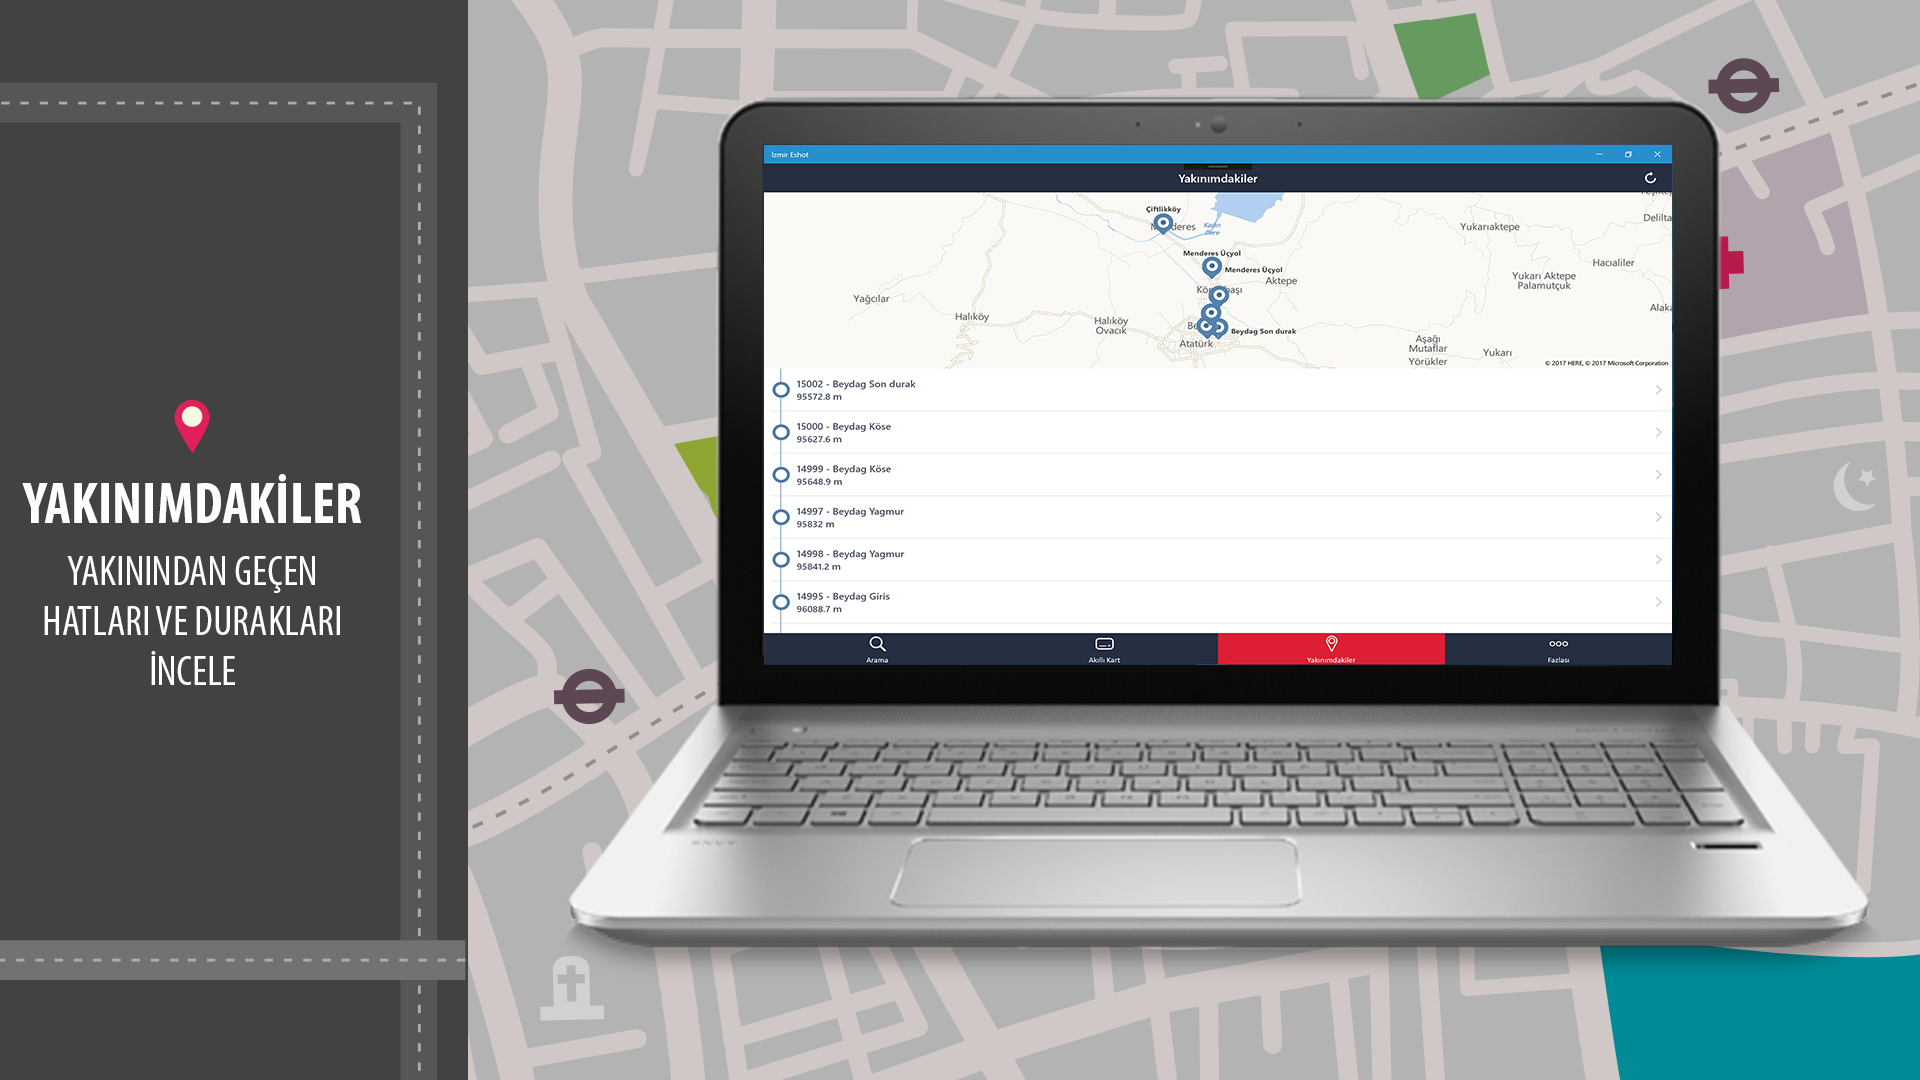 YAKINIMDAKİLER
YAKININDAN GEÇEN
HATLARI VE DURAKLARI
İNCELE
İzmir Eshot
Yakınımdakiler
Çiftlikköy
Kadın
Dere
Delilta
Yukarıaktepe
Menderes Üçyol
Menderes Üçyol
Hacıaliler
Aktepe
Yukarı Aktepe
Palamutçuk
Yağcılar
Alaka
Halıköy
Halıköy
Ovacık
Beydag Son durak
Atatürk
Aşağı
Mutaflar
Yörükler
Yukarı
© 2017 HERE, © 2017 Microsoft Corporation
15002 - Beydag Son durak
95572.8 m
15000 - Beydag Köse
95627.6 m
14999 - Beydag Köse
95648.9 m
14997 - Beydag Yagmur
95832 m
14998 - Beydag Yagmur
95841.2 m
14995 - Beydag Giris
96088.7 m
Arama
Akıllı Kart
Yakınımdakiler
Fazlası